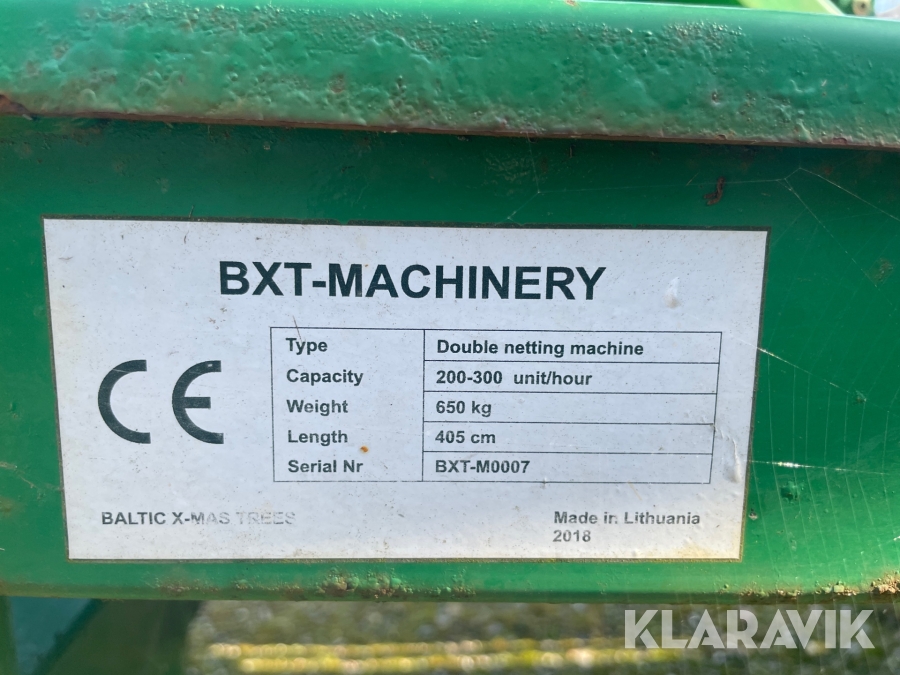 BXT-MACHINERY
CE
Type Double netting machine
Capacity 200-300 unit/hour
Weight 650 kg
Length 405 cm
Serial Nr BXT-M0007
BALTIC X-MAS TREES
Made in Lithuania
2018
KLARAVIK